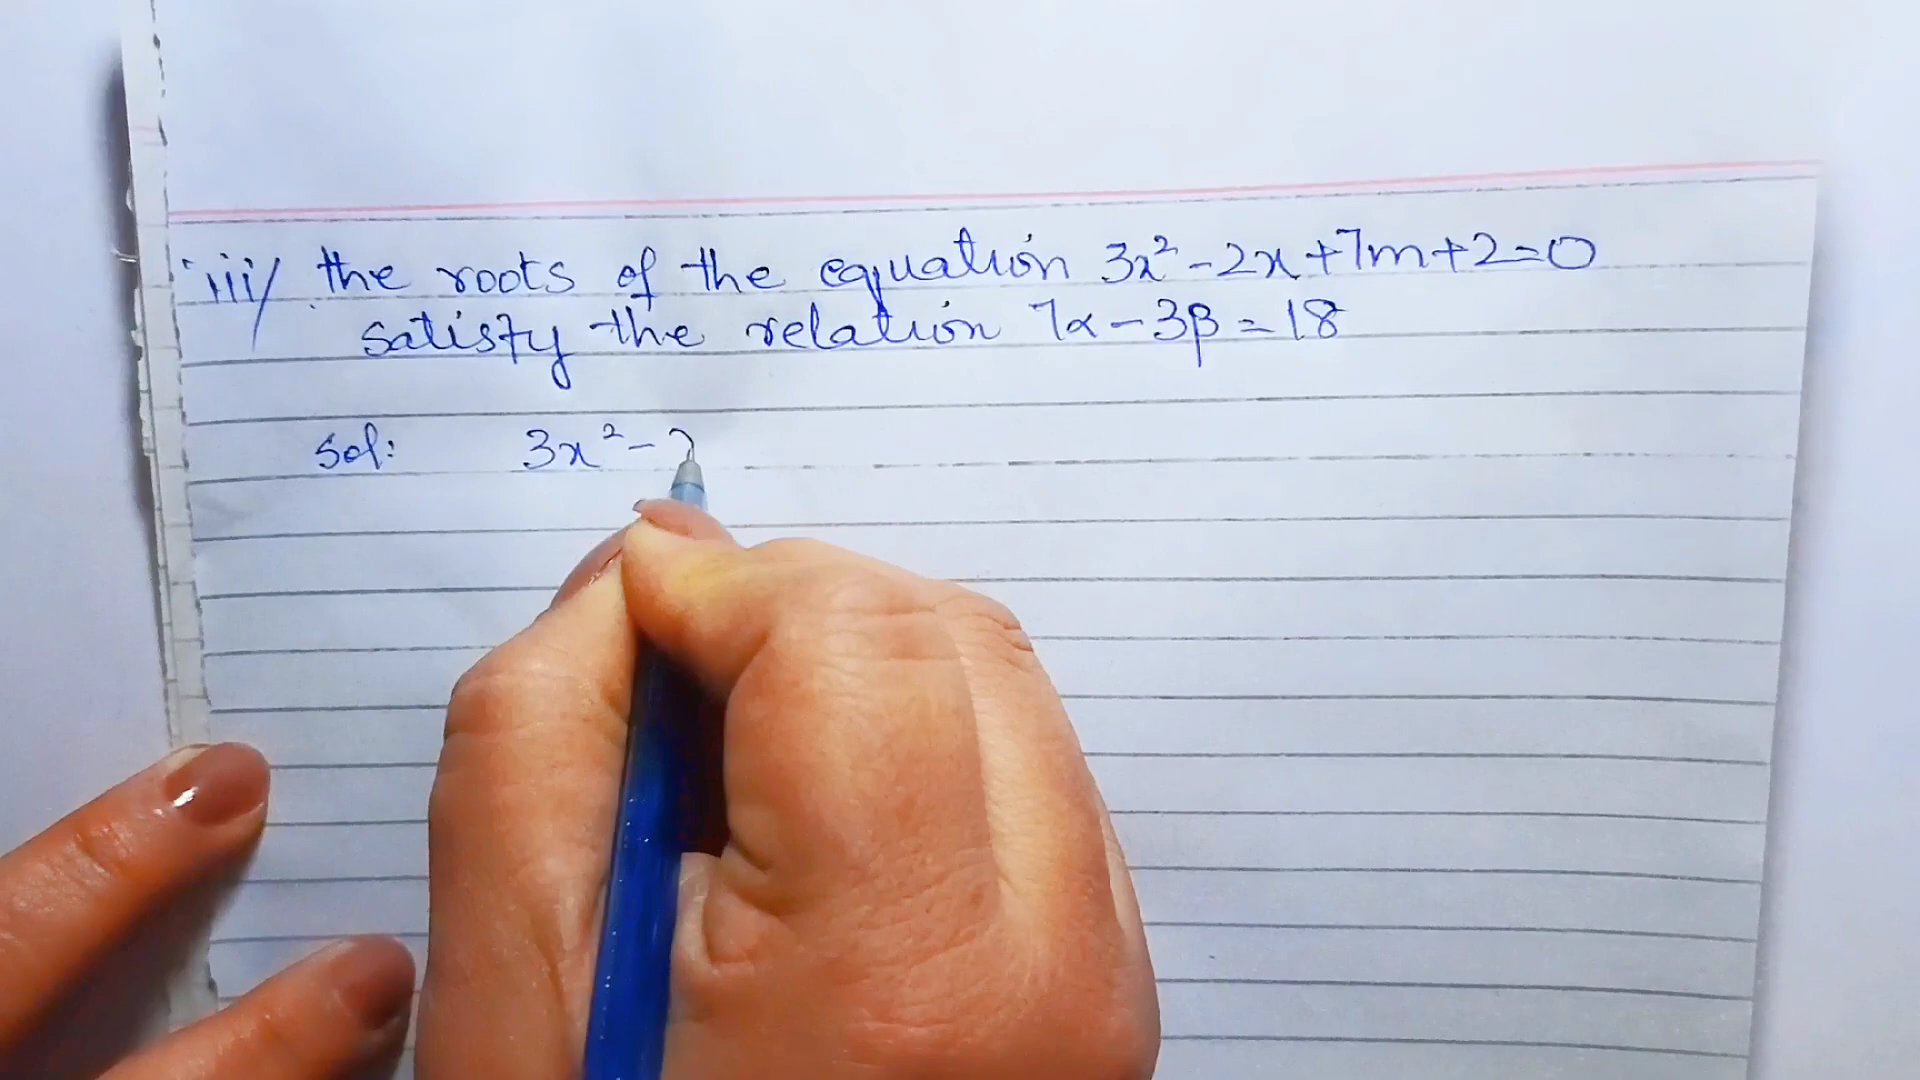 iii/ the roots of the equation 3x² - 2x + 7m + 2 = 0
satisfy the relation 7α - 3β = 18
Sol: 3x² - 2